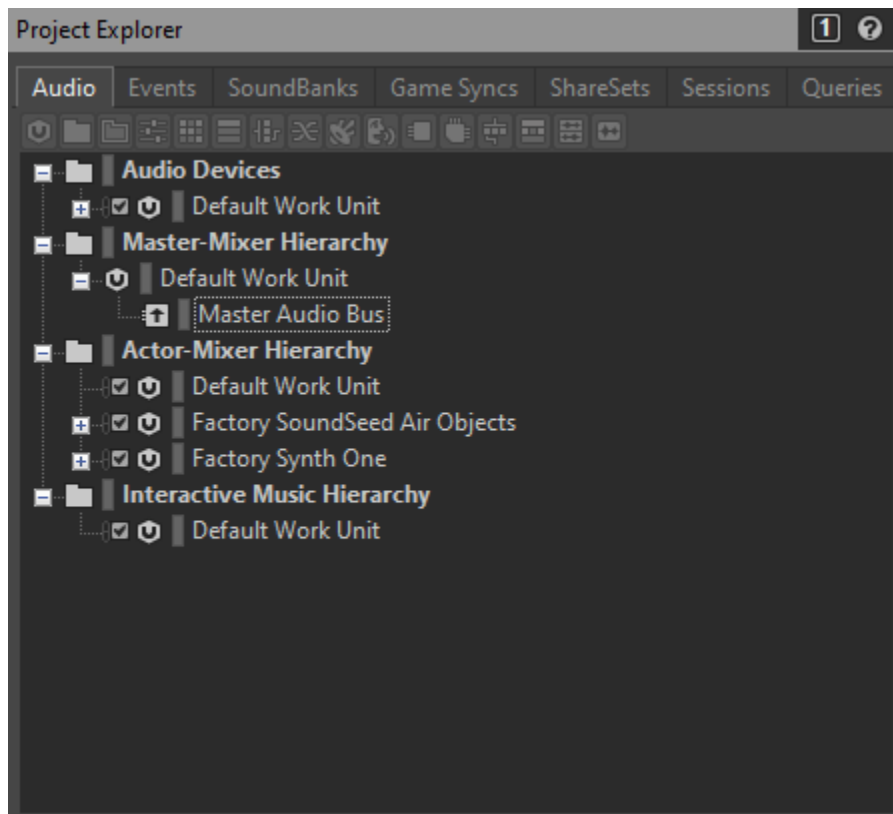 Project Explorer 1 ?
Audio Events SoundBanks Game Syncs ShareSets Sessions Queries
Audio Devices
Default Work Unit
Master-Mixer Hierarchy
Default Work Unit
Master Audio Bus
Actor-Mixer Hierarchy
Default Work Unit
Factory SoundSeed Air Objects
Factory Synth One
Interactive Music Hierarchy
Default Work Unit